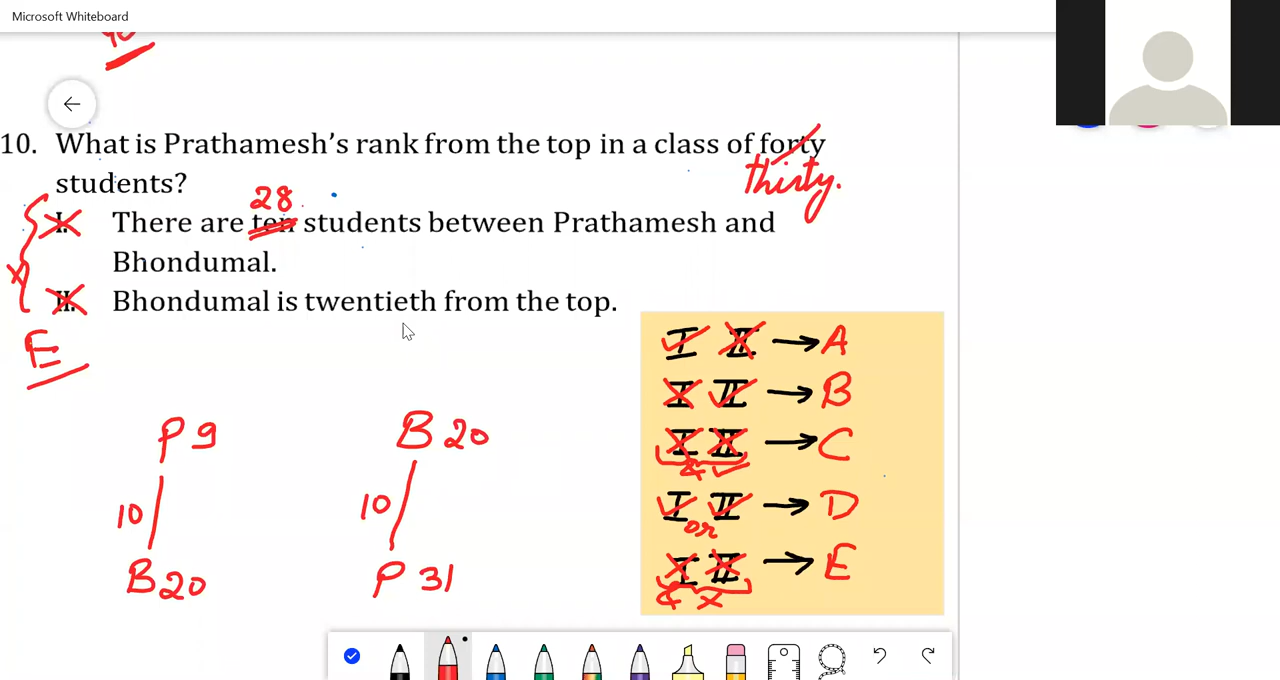 Microsoft Whiteboard
40
10. What is Prathamesh's rank from the top in a class of forty
thirty.
students?
28
I. There are ten students between Prathamesh and
Bhondumal.
II. Bhondumal is twentieth from the top.
E
I II → A
I II → B
I II → C
&
I II → D
or
I II → E
&
P 9
10
B 20
B 20
10
P 31